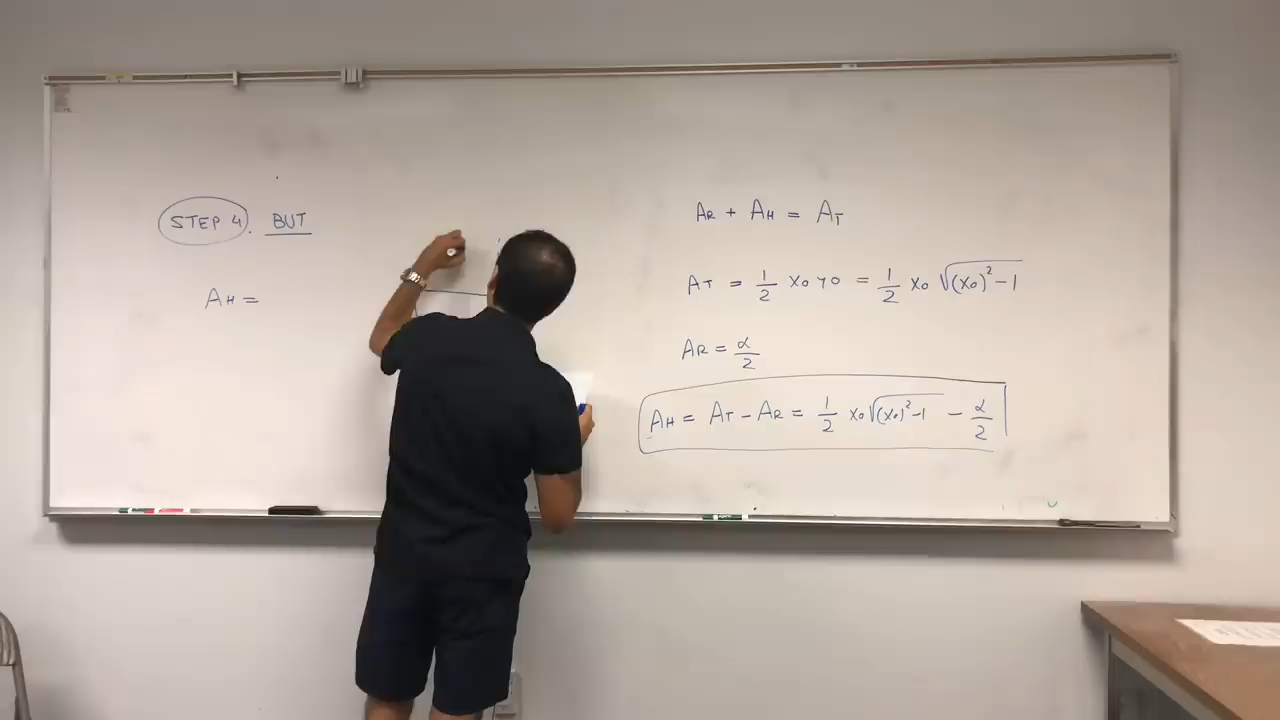 STEP 4. BUT
AH =
AR + AH = AT
AT = 1/2 x0 y0 = 1/2 x0 √((x0)² - 1)
AR = α/2
AH = AT - AR = 1/2 x0 √((x0)² - 1) - α/2